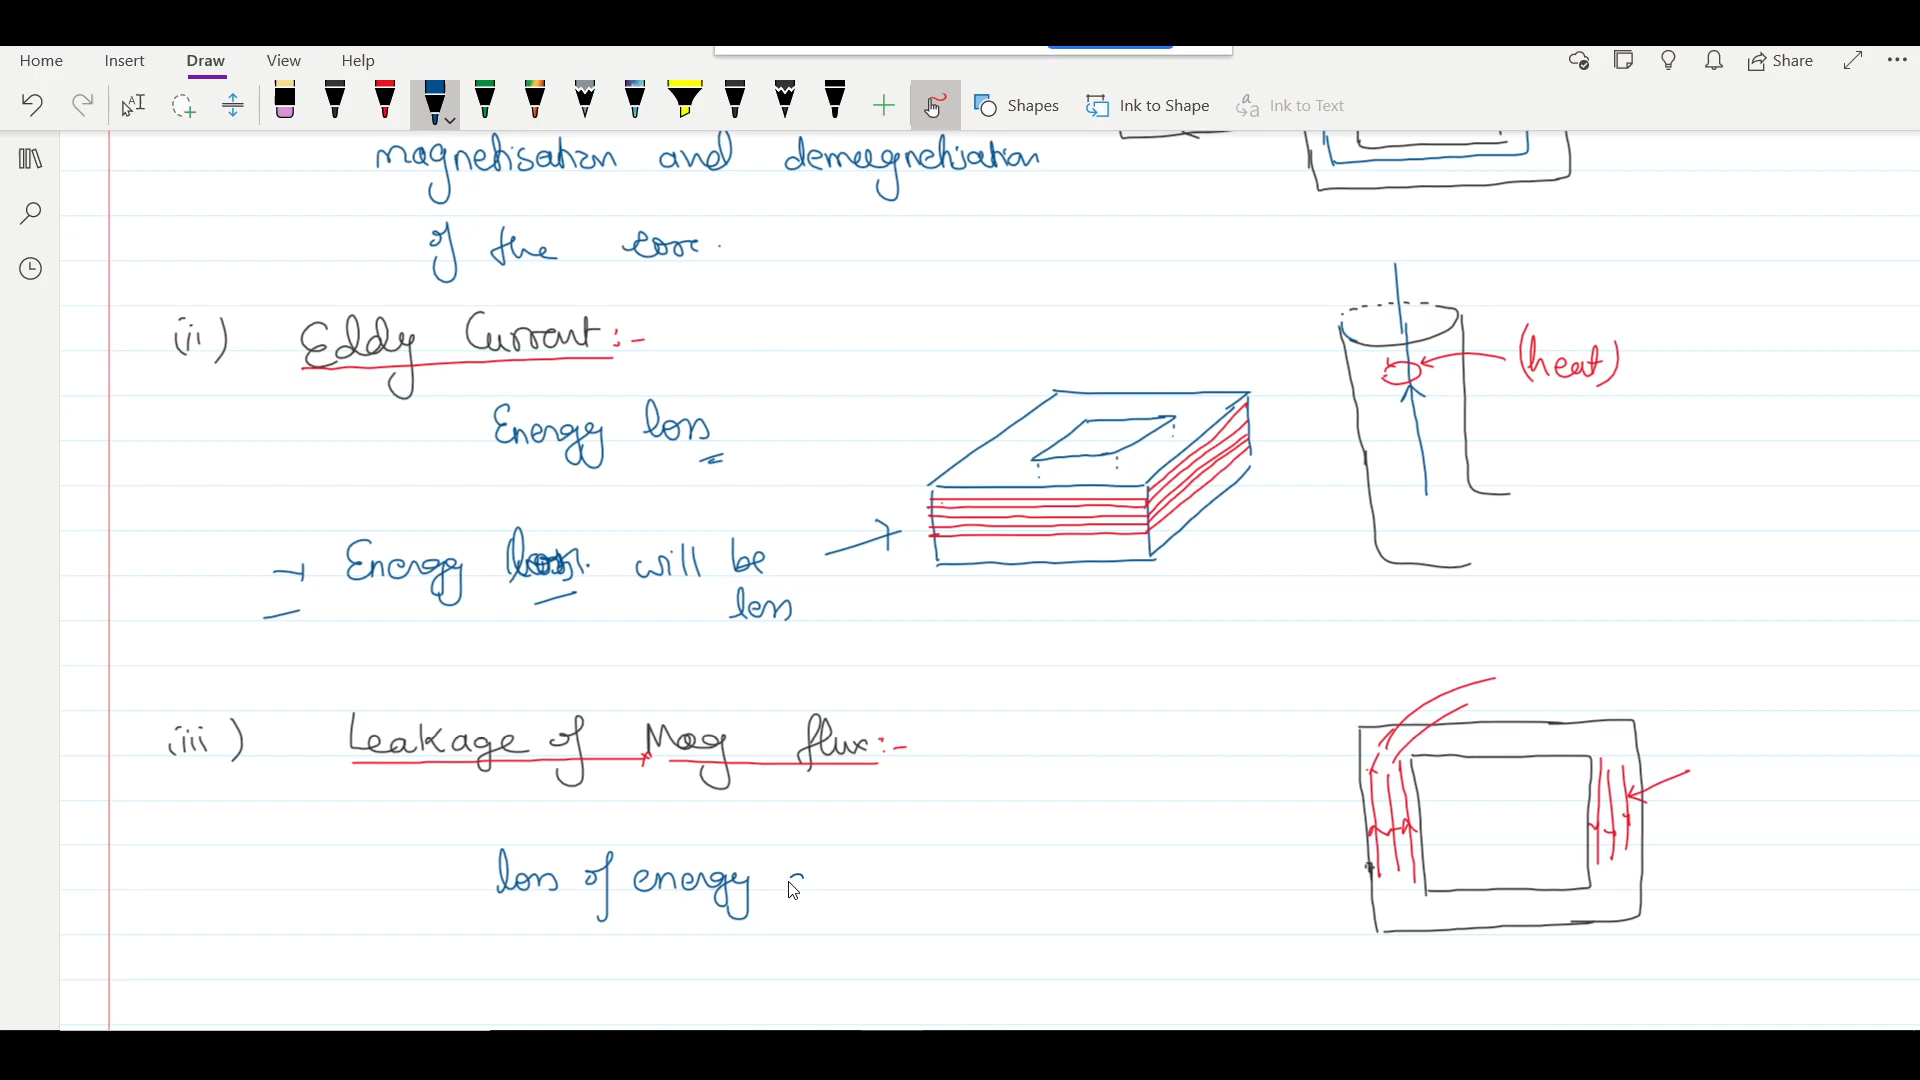 Home Insert Draw View Help
Share
Shapes Ink to Shape Ink to Text
magnetisation and demagnetisation
of the core.
(ii) Eddy Current :-
(heat)
Energy loss
→ Energy loss. will be
less
(iii) Leakage of Mag flux :-
loss of energy